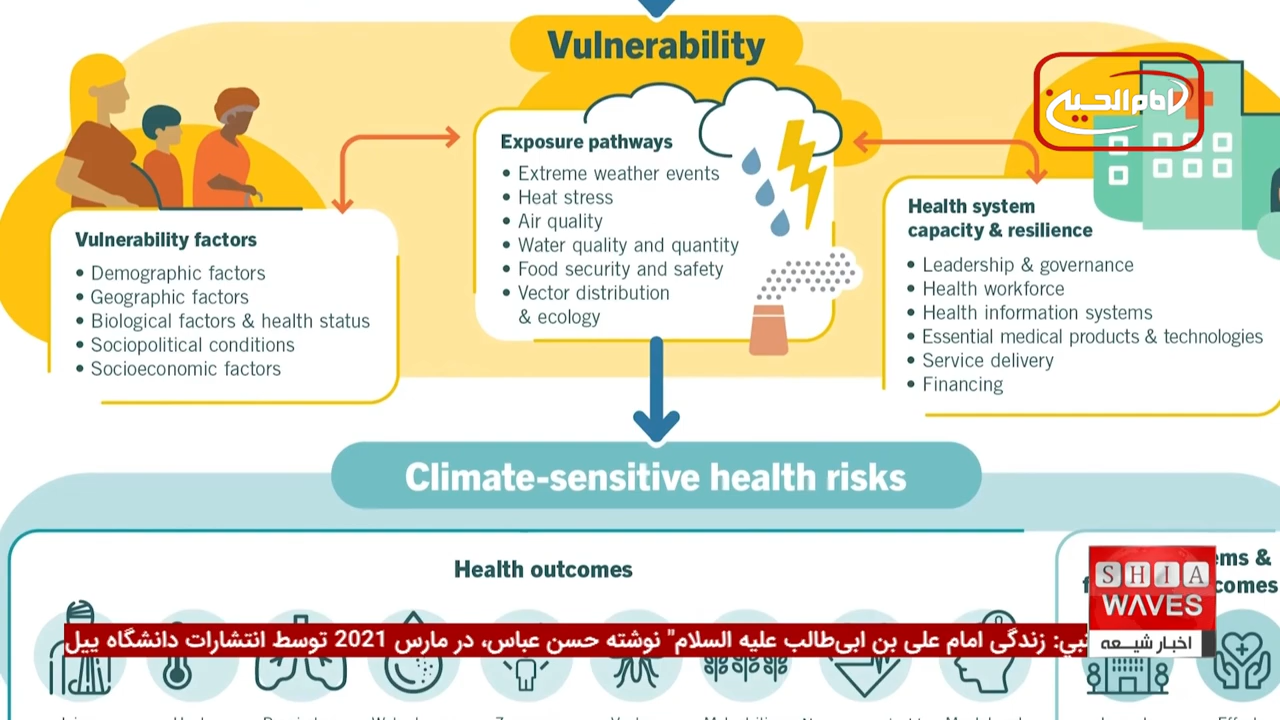 Vulnerability
امام الحسین
Exposure pathways
• Extreme weather events
• Heat stress
• Air quality
• Water quality and quantity
• Food security and safety
• Vector distribution
& ecology
Vulnerability factors
• Demographic factors
• Geographic factors
• Biological factors & health status
• Sociopolitical conditions
• Socioeconomic factors
Health system
capacity & resilience
• Leadership & governance
• Health workforce
• Health information systems
• Essential medical products & technologies
• Service delivery
• Financing
Climate-sensitive health risks
Health outcomes
SHIA
WAVES
اخبار شیعه
زندگی امام علی بن ابی‌طالب علیه السلام" نوشته حسن عباس، در مارس 2021 توسط انتشارات دانشگاه ییل